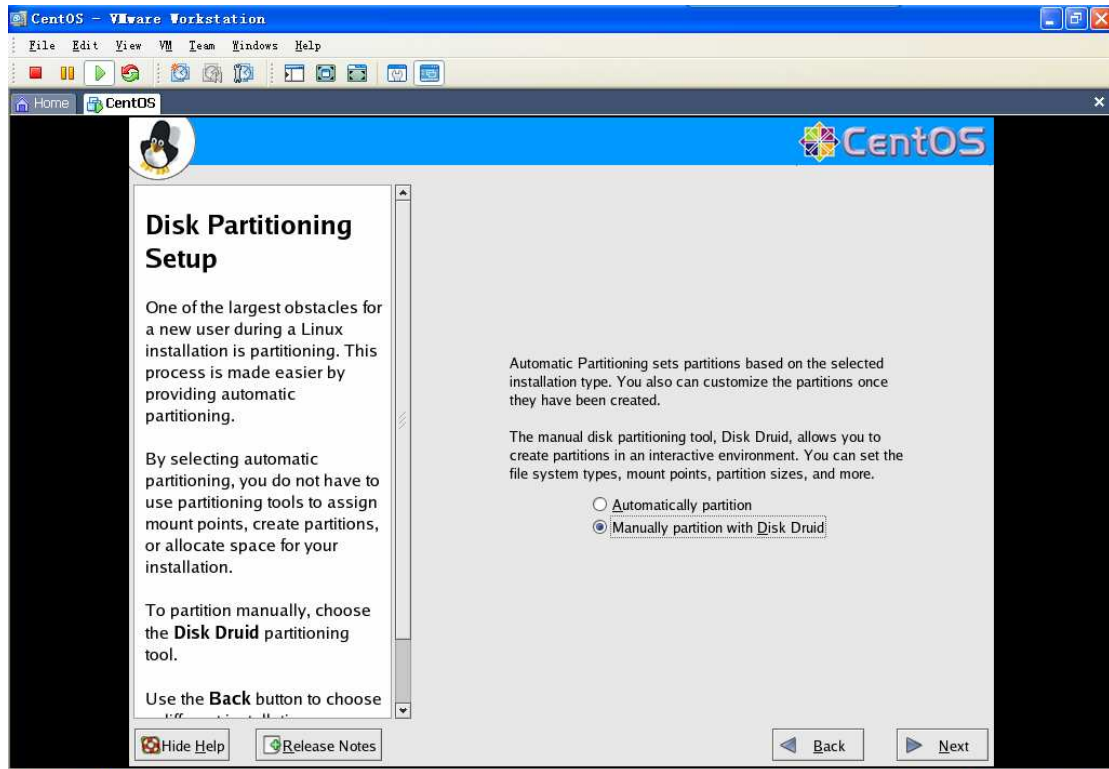 CentOS - VMware Workstation
File Edit View VM Team Windows Help
Home CentOS
CentOS
Disk Partitioning
Setup
One of the largest obstacles for
a new user during a Linux
installation is partitioning. This
process is made easier by
providing automatic
partitioning.
By selecting automatic
partitioning, you do not have to
use partitioning tools to assign
mount points, create partitions,
or allocate space for your
installation.
To partition manually, choose
the Disk Druid partitioning
tool.
Use the Back button to choose
Automatic Partitioning sets partitions based on the selected
installation type. You also can customize the partitions once
they have been created.
The manual disk partitioning tool, Disk Druid, allows you to
create partitions in an interactive environment. You can set the
file system types, mount points, partition sizes, and more.
Automatically partition
Manually partition with Disk Druid
Hide Help Release Notes Back Next